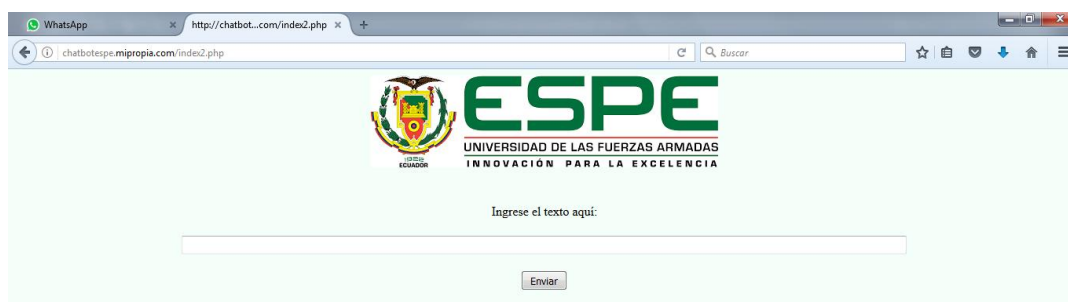 WhatsApp
http://chatbot...com/index2.php
chatbotespe.mipropia.com/index2.php
Buscar
ESPE
UNIVERSIDAD DE LAS FUERZAS ARMADAS
INNOVACIÓN PARA LA EXCELENCIA
ECUADOR
Ingrese el texto aquí:
Enviar